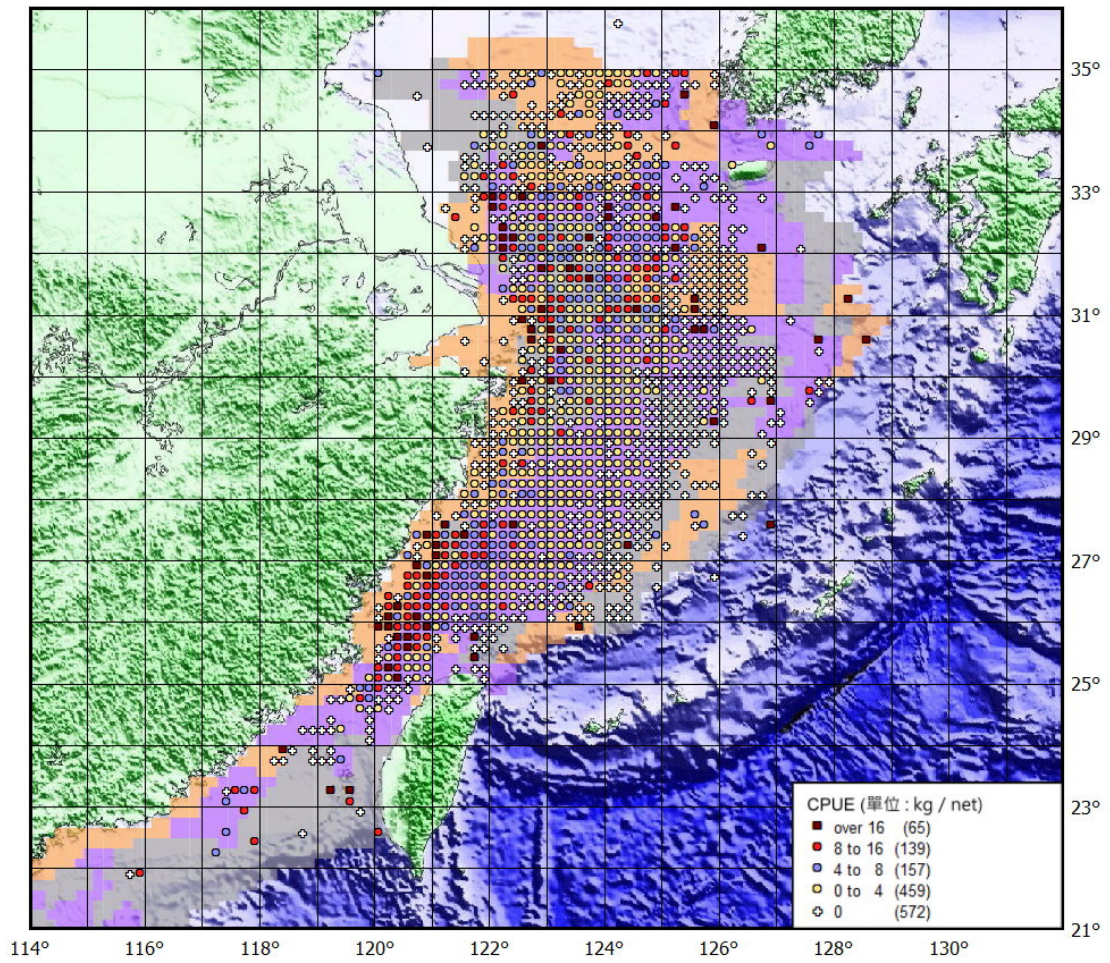 35°
33°
31°
29°
27°
25°
23°
21°
CPUE (單位 : kg / net)
over 16 (65)
8 to 16 (139)
4 to 8 (157)
0 to 4 (459)
0 (572)
114° 116° 118° 120° 122° 124° 126° 128° 130°